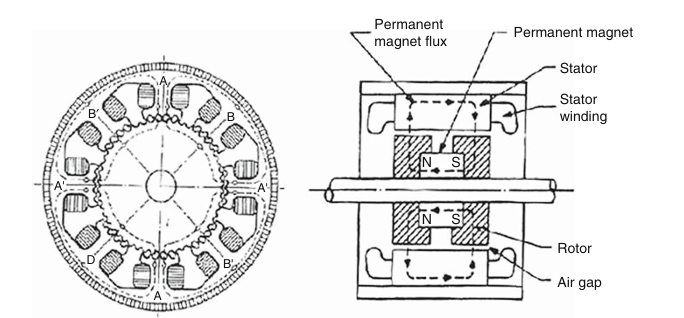 Permanent
magnet flux
Permanent magnet
Stator
Stator
winding
A
B'
B
A'
A'
D
B'
A
N S
N S
Rotor
Air gap